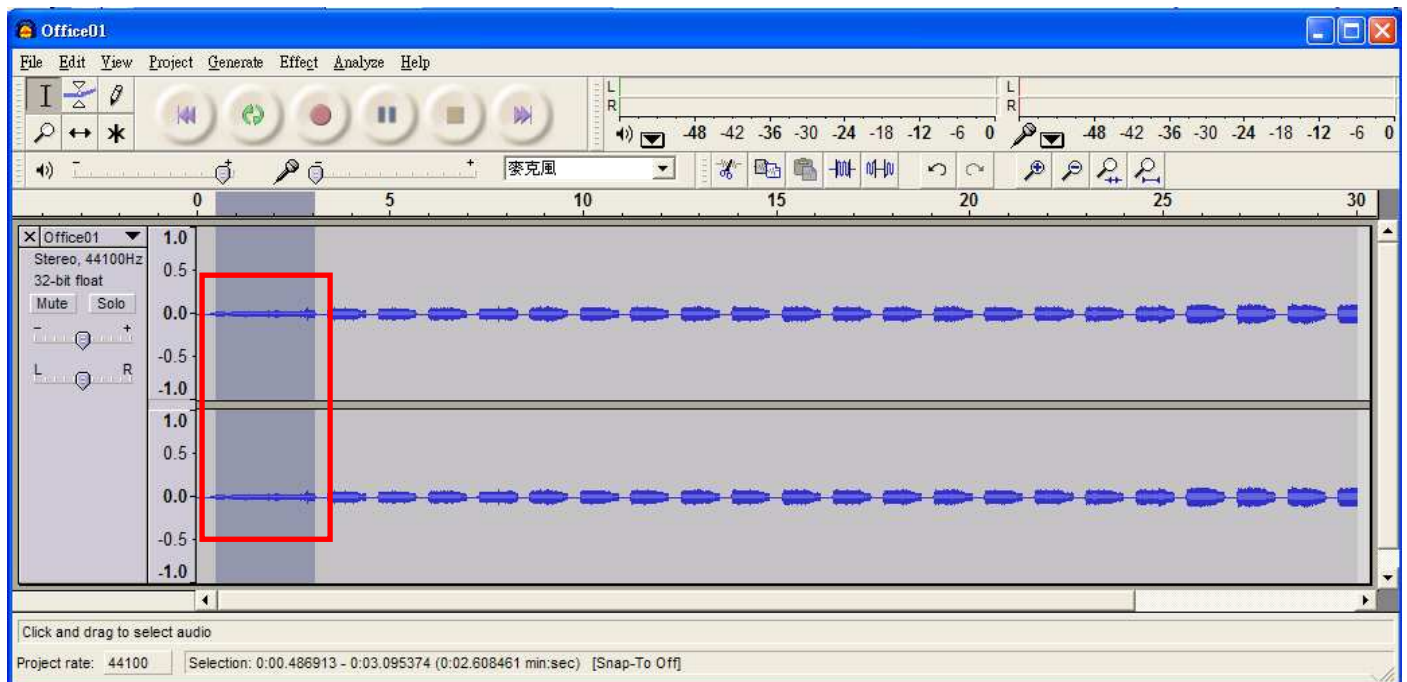 Office01
File Edit View Project Generate Effect Analyze Help
L
R
-48 -42 -36 -30 -24 -18 -12 -6 0
L
R
-48 -42 -36 -30 -24 -18 -12 -6 0
- +
- +
麥克風
0 5 10 15 20 25 30
X Office01
Stereo, 44100Hz
32-bit float
Mute Solo
- +
L R
1.0
0.5
0.0
-0.5
-1.0
1.0
0.5
0.0
-0.5
-1.0
Click and drag to select audio
Project rate: 44100 Selection: 0:00.486913 - 0:03.095374 (0:02.608461 min:sec) [Snap-To Off]